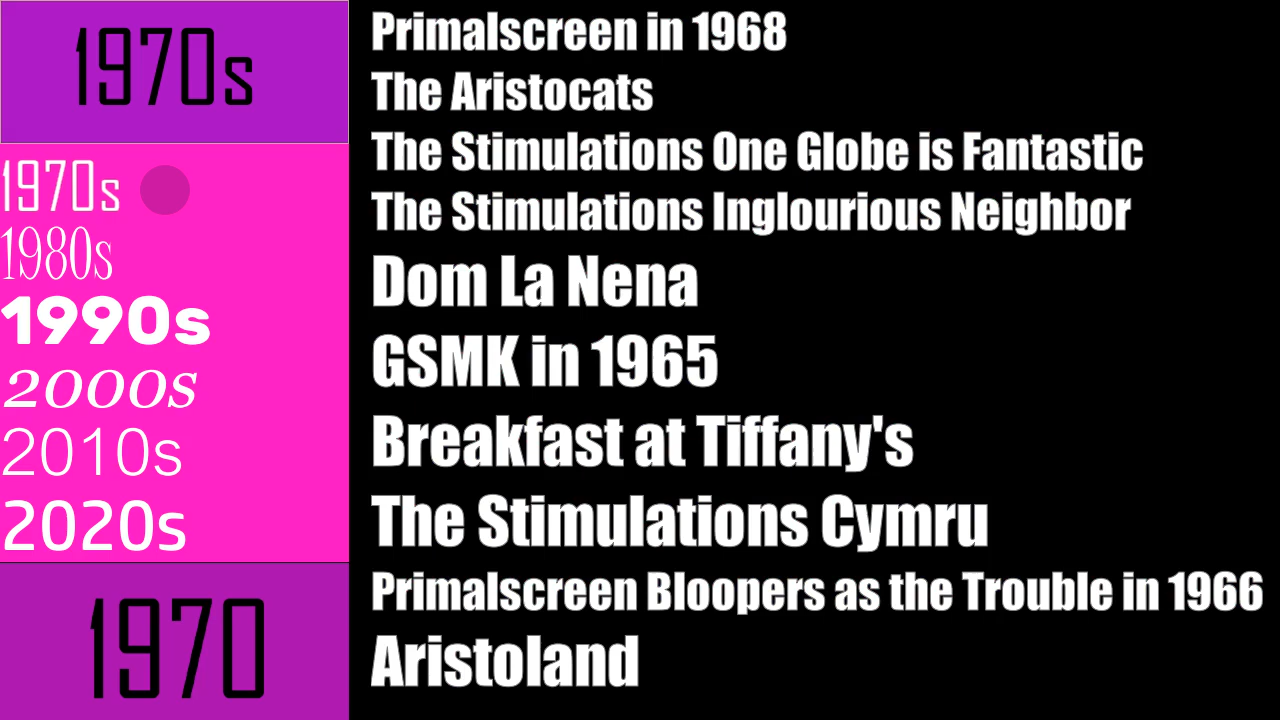 1970s
1970s
1980s
1990s
2000s
2010s
2020s
1970
Primalscreen in 1968
The Aristocats
The Stimulations One Globe is Fantastic
The Stimulations Inglourious Neighbor
Dom La Nena
GSMK in 1965
Breakfast at Tiffany's
The Stimulations Cymru
Primalscreen Bloopers as the Trouble in 1966
Aristoland